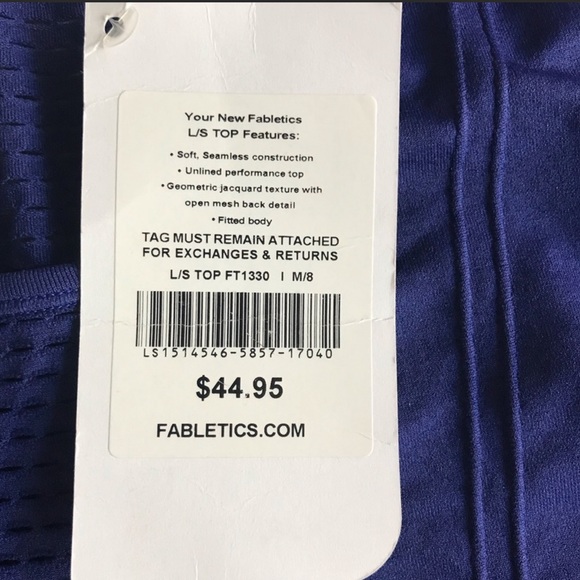 Your New Fabletics
L/S TOP Features:
• Soft, Seamless construction
• Unlined performance top
• Geometric jacquard texture with
open mesh back detail
• Fitted body
TAG MUST REMAIN ATTACHED
FOR EXCHANGES & RETURNS
L/S TOP FT1330 | M/8
LS1514546-5857-17040
$44.95
FABLETICS.COM